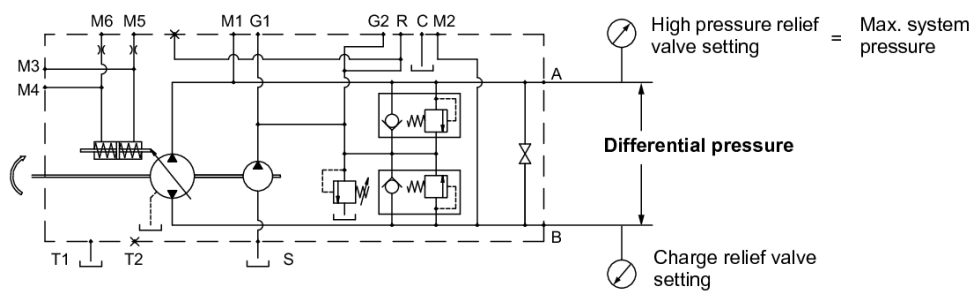 M6 M5 M1 G1 G2 R C M2
High pressure relief = Max. system
valve setting pressure
M3
A
M4
Differential pressure
B
T1 T2 S
Charge relief valve
setting